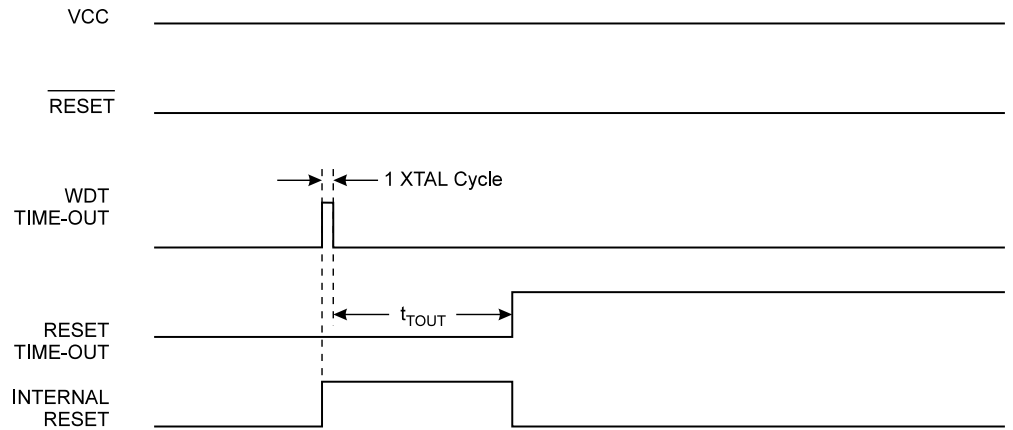 VCC
RESET
1 XTAL Cycle
WDT
TIME-OUT
tTOUT
RESET
TIME-OUT
INTERNAL
RESET